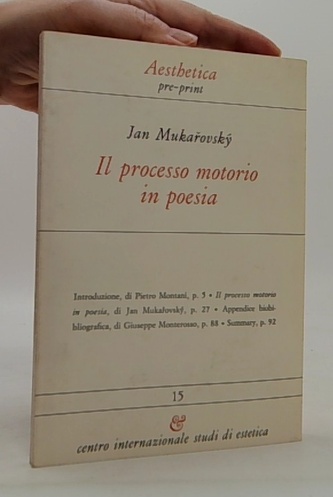 Aesthetica
pre-print
Jan Mukařovský
Il processo motorio
in poesia
Introduzione, di Pietro Montani, p. 5 • Il processo motorio
in poesia, di Jan Mukařovský, p. 27 • Appendice biobi-
bliografica, di Giuseppe Monterosso, p. 88 • Summary, p. 92
15
&
centro internazionale studi di estetica